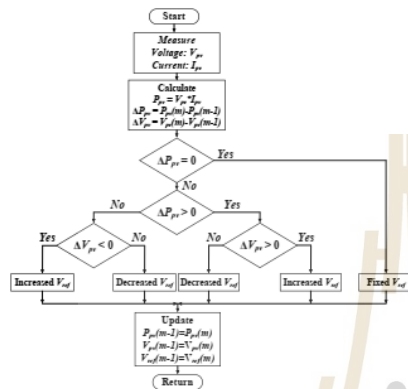 Start
Measure
Voltage: Vpv
Current: Ipv
Calculate
Ppv = Vpv *Ipv
ΔPpv = Ppv(m)-Ppv(m-1)
ΔVpv = Vpv(m)-Vpv(m-1)
ΔPpv = 0
Yes
No
No
ΔPpv > 0
Yes
Yes
ΔVpv < 0
No
No
ΔVpv > 0
Yes
Increased Vref
Decreased Vref
Decreased Vref
Increased Vref
Fixed Vref
Update
Ppv(m-1)=Ppv(m)
Vpv(m-1)=Vpv(m)
Vref(m-1)=Vref(m)
Return